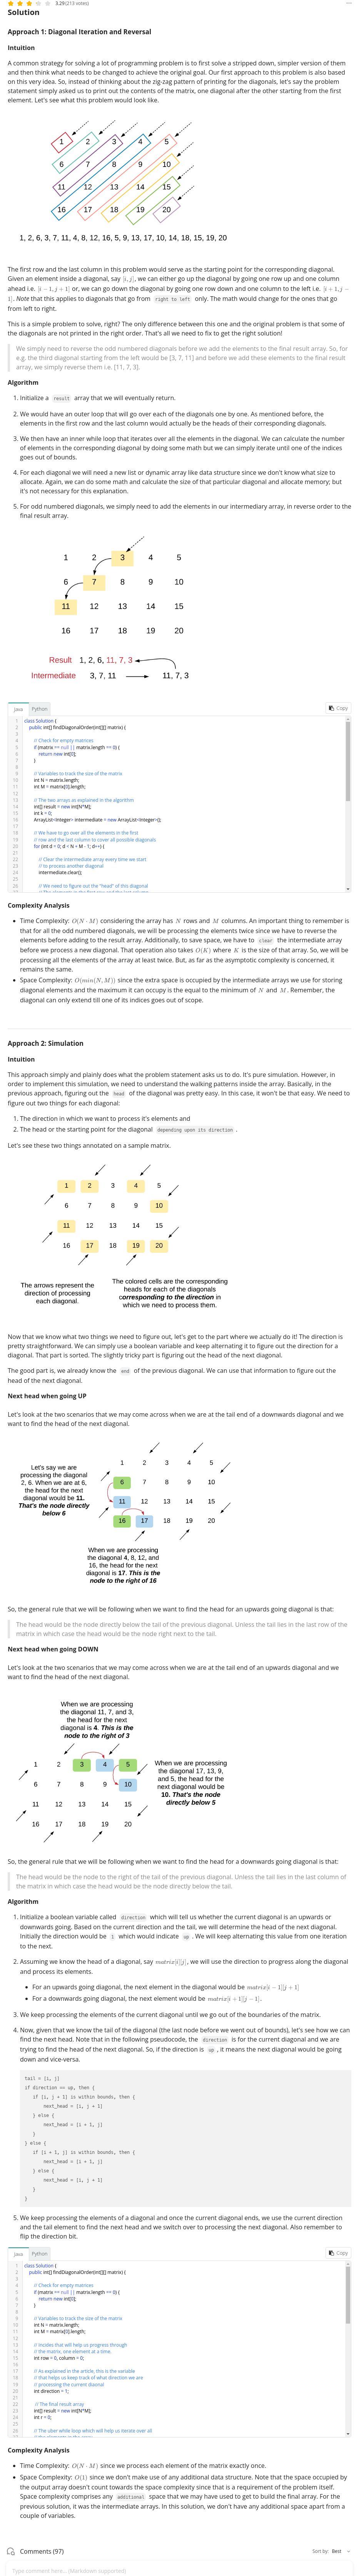 3.29 (213 votes)
Solution
Approach 1: Diagonal Iteration and Reversal
Intuition
A common strategy for solving a lot of programming problem is to first solve a stripped down, simpler version of them
and then think what needs to be changed to achieve the original goal. Our first approach to this problem is also based
on this very idea. So, instead of thinking about the zig-zag pattern of printing for the diagonals, let's say the problem
statement simply asked us to print out the contents of the matrix, one diagonal after the other starting from the first
element. Let's see what this problem would look like.
1 2 3 4 5
6 7 8 9 10
11 12 13 14 15
16 17 18 19 20
1, 2, 6, 3, 7, 11, 4, 8, 12, 16, 5, 9, 13, 17, 10, 14, 18, 15, 19, 20
The first row and the last column in this problem would serve as the starting point for the corresponding diagonal.
Given an element inside a diagonal, say [i, j], we can either go up the diagonal by going one row up and one column
ahead i.e. [i − 1, j + 1] or, we can go down the diagonal by going one row down and one column to the left i.e. [i + 1, j −
1]. Note that this applies to diagonals that go from right to left only. The math would change for the ones that go
from left to right.
This is a simple problem to solve, right? The only difference between this one and the original problem is that some of
the diagonals are not printed in the right order. That's all we need to fix to get the right solution!
We simply need to reverse the odd numbered diagonals before we add the elements to the final result array. So, for
e.g. the third diagonal starting from the left would be [3, 7, 11] and before we add these elements to the final result
array, we simply reverse them i.e. [11, 7, 3].
Algorithm
1. Initialize a result array that we will eventually return.
2. We would have an outer loop that will go over each of the diagonals one by one. As mentioned before, the
elements in the first row and the last column would actually be the heads of their corresponding diagonals.
3. We then have an inner while loop that iterates over all the elements in the diagonal. We can calculate the number
of elements in the corresponding diagonal by doing some math but we can simply iterate until one of the indices
goes out of bounds.
4. For each diagonal we will need a new list or dynamic array like data structure since we don't know what size to
allocate. Again, we can do some math and calculate the size of that particular diagonal and allocate memory; but
it's not necessary for this explanation.
5. For odd numbered diagonals, we simply need to add the elements in our intermediary array, in reverse order to the
final result array.
1 2 3 4 5
6 7 8 9 10
11 12 13 14 15
16 17 18 19 20
Result 1, 2, 6, 11, 7, 3
Intermediate 3, 7, 11 11, 7, 3
Java Python Copy
1 class Solution {
2 public int[] findDiagonalOrder(int[][] matrix) {
3
4 // Check for empty matrices
5 if (matrix == null || matrix.length == 0) {
6 return new int[0];
7 }
8
9 // Variables to track the size of the matrix
10 int N = matrix.length;
11 int M = matrix[0].length;
12
13 // The two arrays as explained in the algorithm
14 int[] result = new int[N*M];
15 int k = 0;
16 ArrayList<Integer> intermediate = new ArrayList<Integer>();
17
18 // We have to go over all the elements in the first
19 // row and the last column to cover all possible diagonals
20 for (int d = 0; d < N + M - 1; d++) {
21
22 // Clear the intermediate array every time we start
23 // to process another diagonal
24 intermediate.clear();
25
26 // We need to figure out the "head" of this diagonal
Complexity Analysis
Time Complexity: O(N · M) considering the array has N rows and M columns. An important thing to remember is
that for all the odd numbered diagonals, we will be processing the elements twice since we have to reverse the
elements before adding to the result array. Additionally, to save space, we have to clear the intermediate array
before we process a new diagonal. That operation also takes O(K) where K is the size of that array. So, we will be
processing all the elements of the array at least twice. But, as far as the asymptotic complexity is concerned, it
remains the same.
Space Complexity: O(min(N, M)) since the extra space is occupied by the intermediate arrays we use for storing
diagonal elements and the maximum it can occupy is the equal to the minimum of N and M. Remember, the
diagonal can only extend till one of its indices goes out of scope.
Approach 2: Simulation
Intuition
This approach simply and plainly does what the problem statement asks us to do. It's pure simulation. However, in
order to implement this simulation, we need to understand the walking patterns inside the array. Basically, in the
previous approach, figuring out the head of the diagonal was pretty easy. In this case, it won't be that easy. We need to
figure out two things for each diagonal:
1. The direction in which we want to process it's elements and
2. The head or the starting point for the diagonal depending upon its direction .
Let's see these two things annotated on a sample matrix.
1 2 3 4 5
6 7 8 9 10
11 12 13 14 15
16 17 18 19 20
The arrows represent the
direction of processing
each diagonal.
The colored cells are the corresponding
heads for each of the diagonals
corresponding to the direction in
which we need to process them.
Now that we know what two things we need to figure out, let's get to the part where we actually do it! The direction is
pretty straightforward. We can simply use a boolean variable and keep alternating it to figure out the direction for a
diagonal. That part is sorted. The slightly tricky part is figuring out the head of the next diagonal.
The good part is, we already know the end of the previous diagonal. We can use that information to figure out the
head of the next diagonal.
Next head when going UP
Let's look at the two scenarios that we may come across when we are at the tail end of a downwards diagonal and we
want to find the head of the next diagonal.
Let's say we are
processing the diagonal
2, 6. When we are at 6,
the head for the next
diagonal would be 11.
That's the node directly
below 6
1 2 3 4 5
6 7 8 9 10
11 12 13 14 15
16 17 18 19 20
When we are processing
the diagonal 4, 8, 12, and
16, the head for the next
diagonal is 17. This is the
node to the right of 16
So, the general rule that we will be following when we want to find the head for an upwards going diagonal is that:
The head would be the node directly below the tail of the previous diagonal. Unless the tail lies in the last row of the
matrix in which case the head would be the node right next to the tail.
Next head when going DOWN
Let's look at the two scenarios that we may come across when we are at the tail end of an upwards diagonal and we
want to find the head of the next diagonal.
When we are processing
the diagonal 11, 7, and 3,
the head for the next
diagonal is 4. This is the
node to the right of 3
1 2 3 4 5
6 7 8 9 10
11 12 13 14 15
16 17 18 19 20
When we are processing
the diagonal 17, 13, 9,
and 5, the head for the
next diagonal would be
10. That's the node
directly below 5
So, the general rule that we will be following when we want to find the head for a downwards going diagonal is that:
The head would be the node to the right of the tail of the previous diagonal. Unless the tail lies in the last column of
the matrix in which case the head would be the node directly below the tail.
Algorithm
1. Initialize a boolean variable called direction which will tell us whether the current diagonal is an upwards or
downwards going. Based on the current direction and the tail, we will determine the head of the next diagonal.
Initially the direction would be 1 which would indicate up . We will keep alternating this value from one iteration
to the next.
2. Assuming we know the head of a diagonal, say matrix[i][j], we will use the direction to progress along the diagonal
and process its elements.
For an upwards going diagonal, the next element in the diagonal would be matrix[i − 1][j + 1]
For a downwards going diagonal, the next element would be matrix[i + 1][j − 1].
3. We keep processing the elements of the current diagonal until we go out of the boundaries of the matrix.
4. Now, given that we know the tail of the diagonal (the last node before we went out of bounds), let's see how we can
find the next head. Note that in the following pseudocode, the direction is for the current diagonal and we are
trying to find the head of the next diagonal. So, if the direction is up , it means the next diagonal would be going
down and vice-versa.
tail = [i, j]
if direction == up, then {
if [i, j + 1] is within bounds, then {
next_head = [i, j + 1]
} else {
next_head = [i + 1, j]
}
} else {
if [i + 1, j] is within bounds, then {
next_head = [i + 1, j]
} else {
next_head = [i, j + 1]
}
}
5. We keep processing the elements of a diagonal and once the current diagonal ends, we use the current direction
and the tail element to find the next head and we switch over to processing the next diagonal. Also remember to
flip the direction bit.
Java Python Copy
1 class Solution {
2 public int[] findDiagonalOrder(int[][] matrix) {
3
4 // Check for empty matrices
5 if (matrix == null || matrix.length == 0) {
6 return new int[0];
7 }
8
9 // Variables to track the size of the matrix
10 int N = matrix.length;
11 int M = matrix[0].length;
12
13 // Incides that will help us progress through
14 // the matrix, one element at a time.
15 int row = 0, column = 0;
16
17 // As explained in the article, this is the variable
18 // that helps us keep track of what direction we are
19 // processing the current diaonal
20 int direction = 1;
21
22 // The final result array
23 int[] result = new int[N*M];
24 int r = 0;
25
26 // The uber while loop which will help us iterate over all
Complexity Analysis
Time Complexity: O(N · M) since we process each element of the matrix exactly once.
Space Complexity: O(1) since we don't make use of any additional data structure. Note that the space occupied by
the output array doesn't count towards the space complexity since that is a requirement of the problem itself.
Space complexity comprises any additional space that we may have used to get to build the final array. For the
previous solution, it was the intermediate arrays. In this solution, we don't have any additional space apart from a
couple of variables.
Comments (97) Sort by: Best
Type comment here... (Markdown supported)